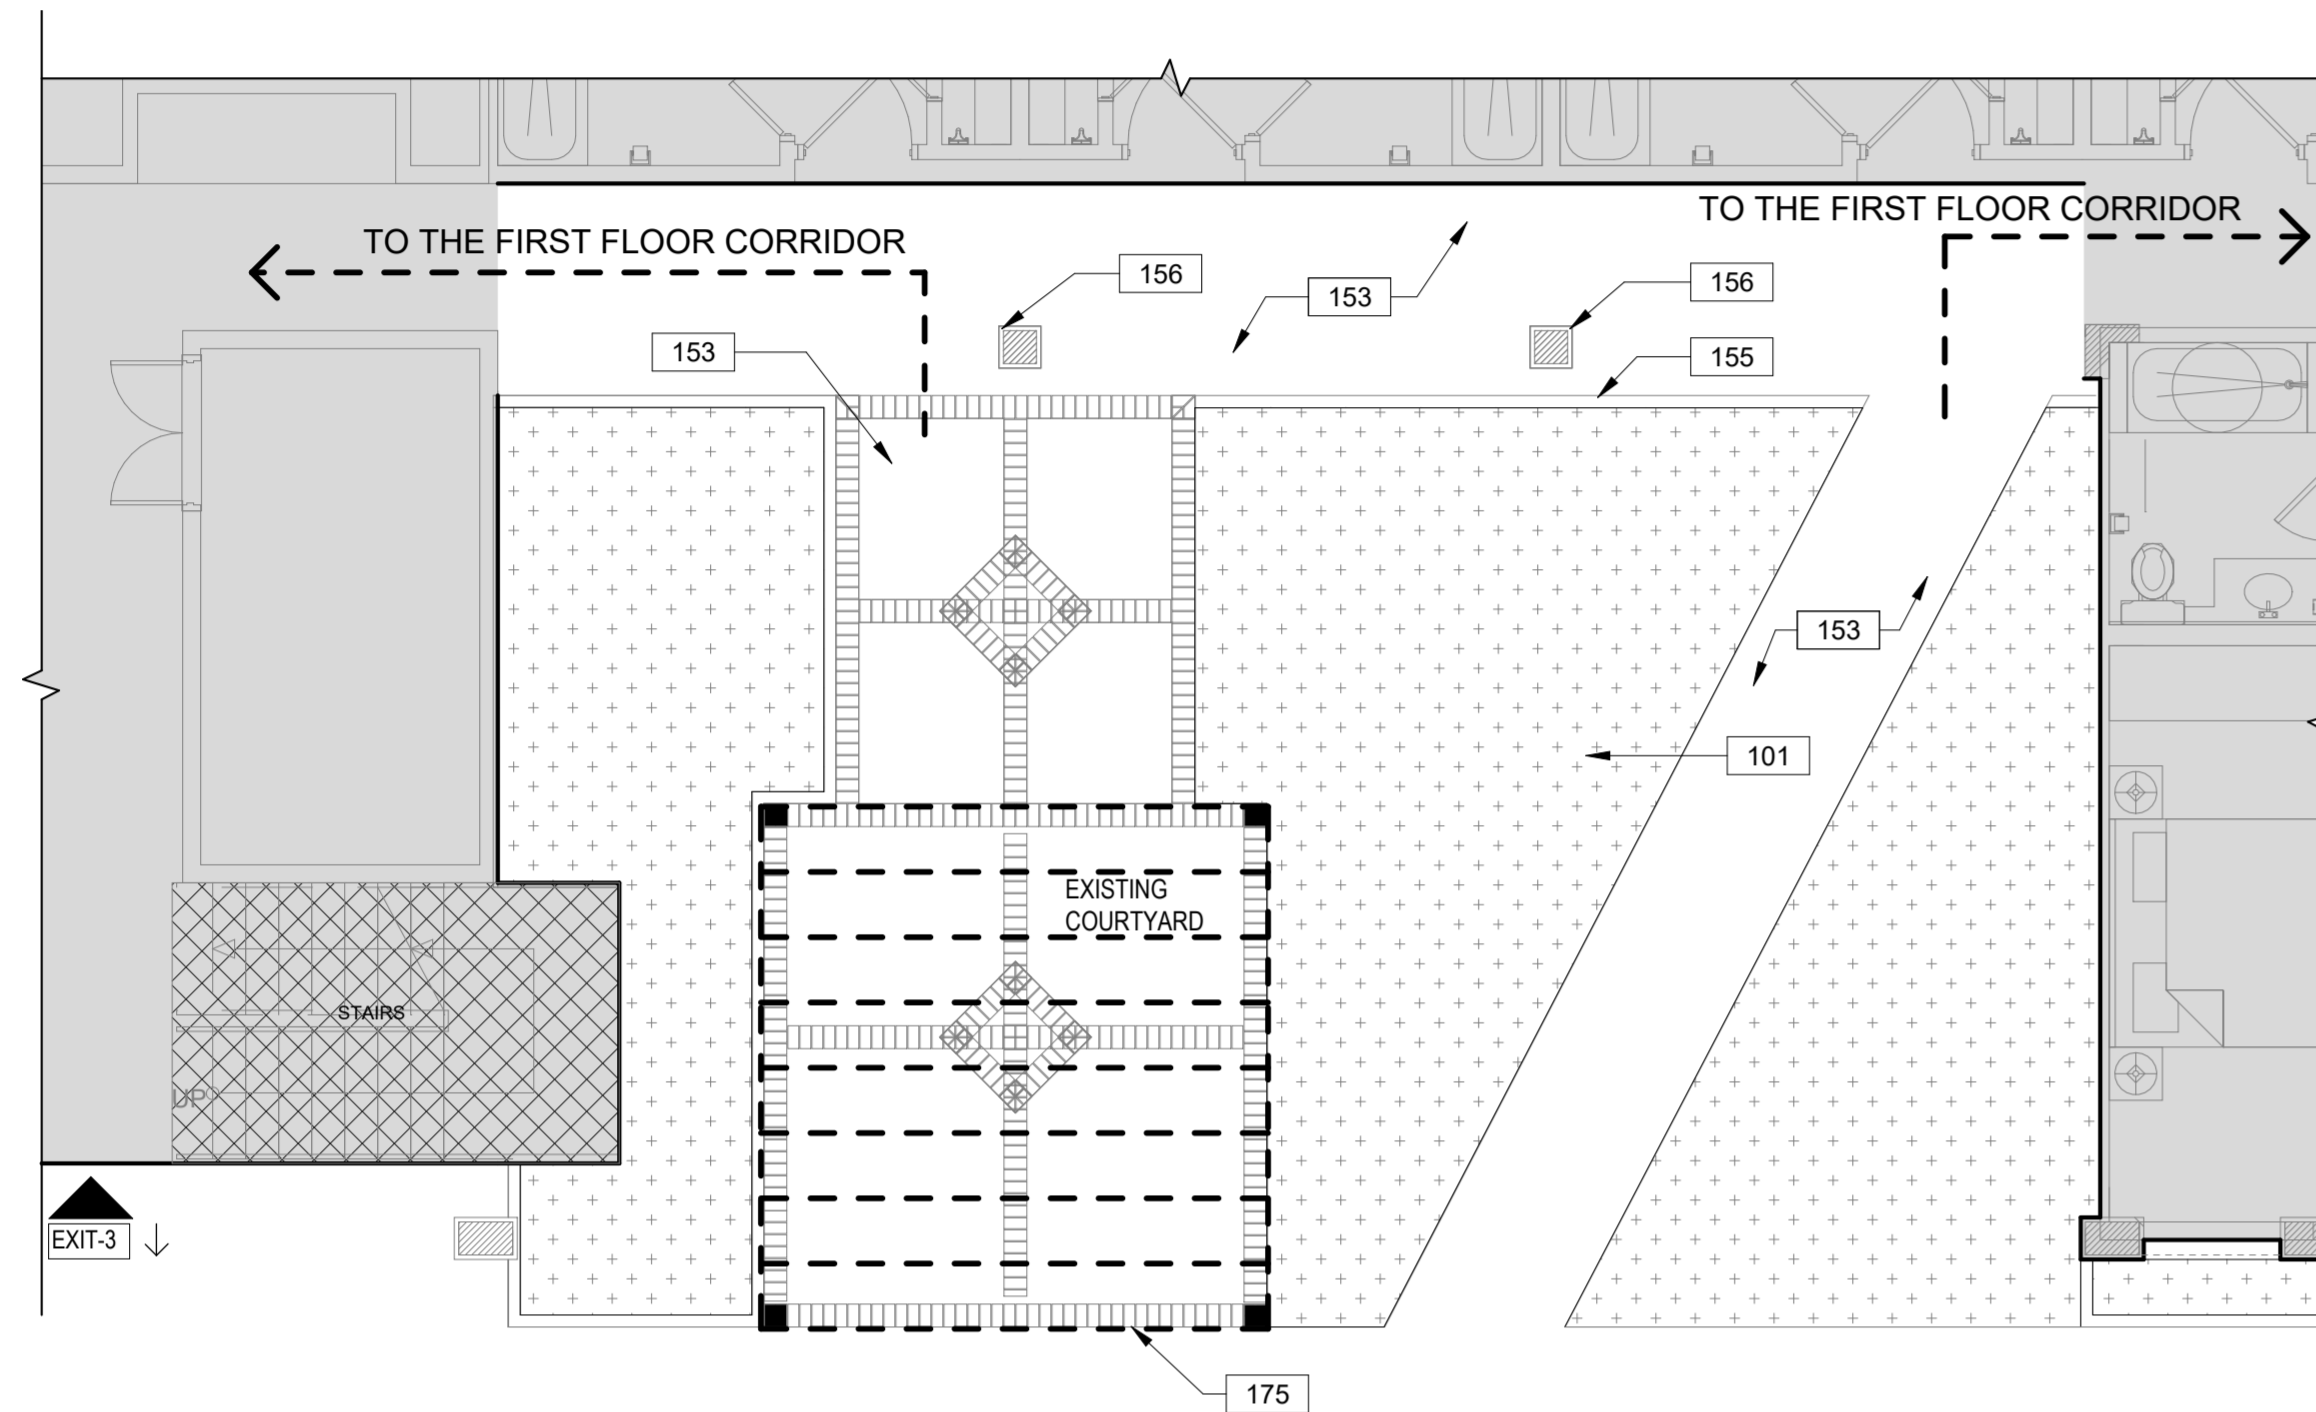 TO THE FIRST FLOOR CORRIDOR
TO THE FIRST FLOOR CORRIDOR
156
153
156
153
155
153
101
EXISTING
COURTYARD
STAIRS
UP
EXIT-3
175